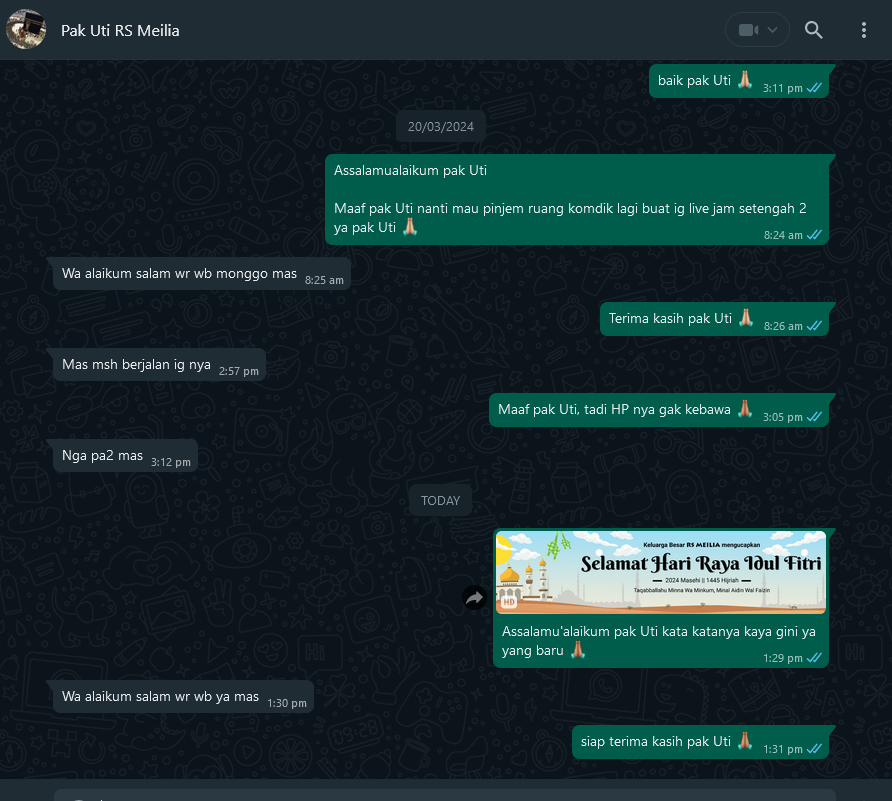 Pak Uti RS Meilia
baik pak Uti 🙏🏼 3:11 pm
20/03/2024
Assalamualaikum pak Uti
Maaf pak Uti nanti mau pinjem ruang komdik lagi buat ig live jam setengah 2
ya pak Uti 🙏🏼
8:24 am
Wa alaikum salam wr wb monggo mas 8:25 am
Terima kasih pak Uti 🙏🏼 8:26 am
Mas msh berjalan ig nya 2:57 pm
Maaf pak Uti, tadi HP nya gak kebawa 🙏🏼 3:05 pm
Nga pa2 mas 3:12 pm
TODAY
Keluarga Besar RS MEILIA mengucapkan
Selamat Hari Raya Idul Fitri
2024 Masehi || 1445 Hijriah
Taqabballahu Minna Wa Minkum, Minal Aidin Wal Faizin
HD
Assalamu'alaikum pak Uti kata katanya kaya gini ya
yang baru 🙏🏼
1:29 pm
Wa alaikum salam wr wb ya mas 1:30 pm
siap terima kasih pak Uti 🙏🏼 1:31 pm